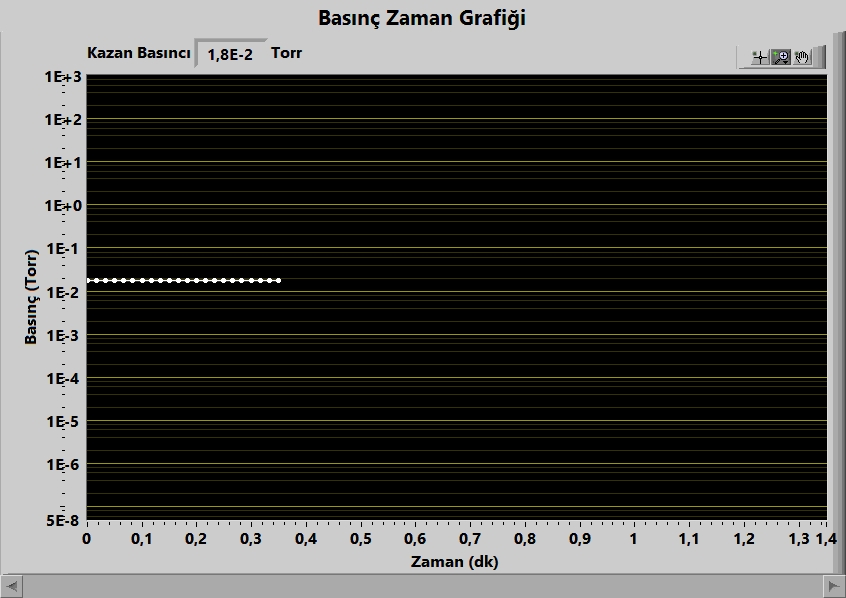 Basınç Zaman Grafiği
Kazan Basıncı 1,8E-2 Torr
1E+3
1E+2
1E+1
1E+0
1E-1
1E-2
1E-3
1E-4
1E-5
1E-6
5E-8
Basınç (Torr)
0 0,1 0,2 0,3 0,4 0,5 0,6 0,7 0,8 0,9 1 1,1 1,2 1,3 1,4
Zaman (dk)